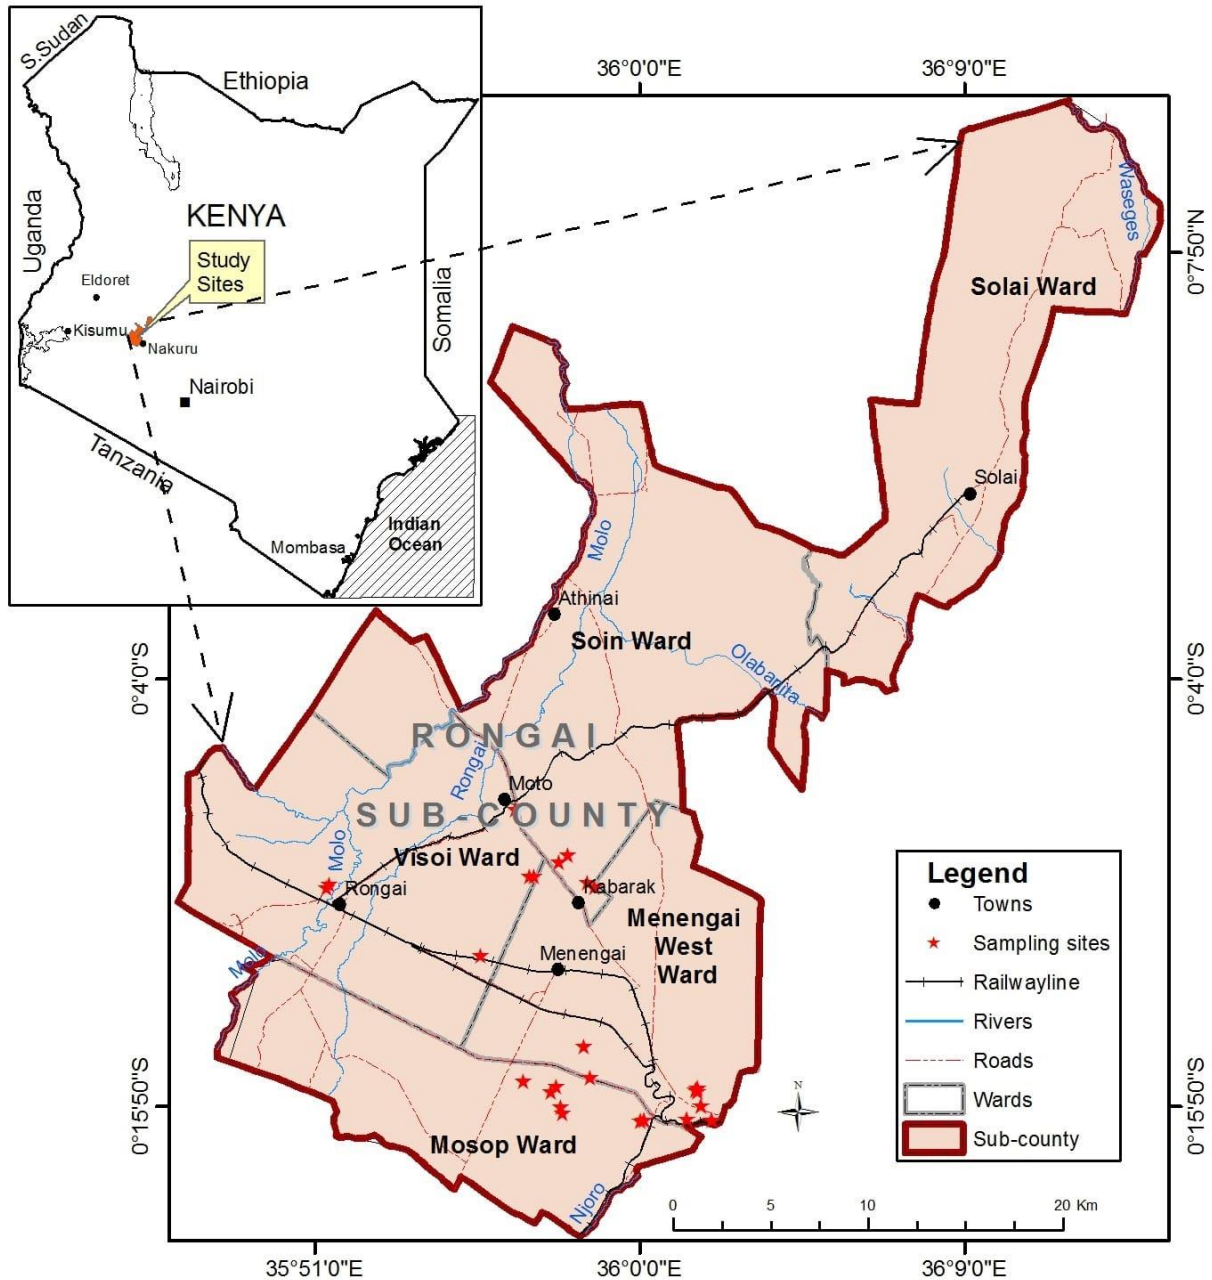 S.Sudan
Ethiopia
Uganda
KENYA
Study
Sites
Eldoret
Kisumu
Nakuru
Nairobi
Somalia
Tanzania
Mombasa
Indian
Ocean
36°0'0"E
36°9'0"E
0°7'50"N
0°4'0"S
0°4'0"S
0°15'50"S
0°15'50"S
35°51'0"E
36°0'0"E
36°9'0"E
Waseges
Solai Ward
Solai
Molo
Athinai
Soin Ward
Olabanita
RONGAI
Rongai
Moto
SUB-COUNTY
Molo
Visoi Ward
Rongai
Kabarak
Menengai
West
Ward
Molo
Menengai
Mosop Ward
Njoro
N
Legend
Towns
Sampling sites
Railwayline
Rivers
Roads
Wards
Sub-county
0 5 10 20 Km